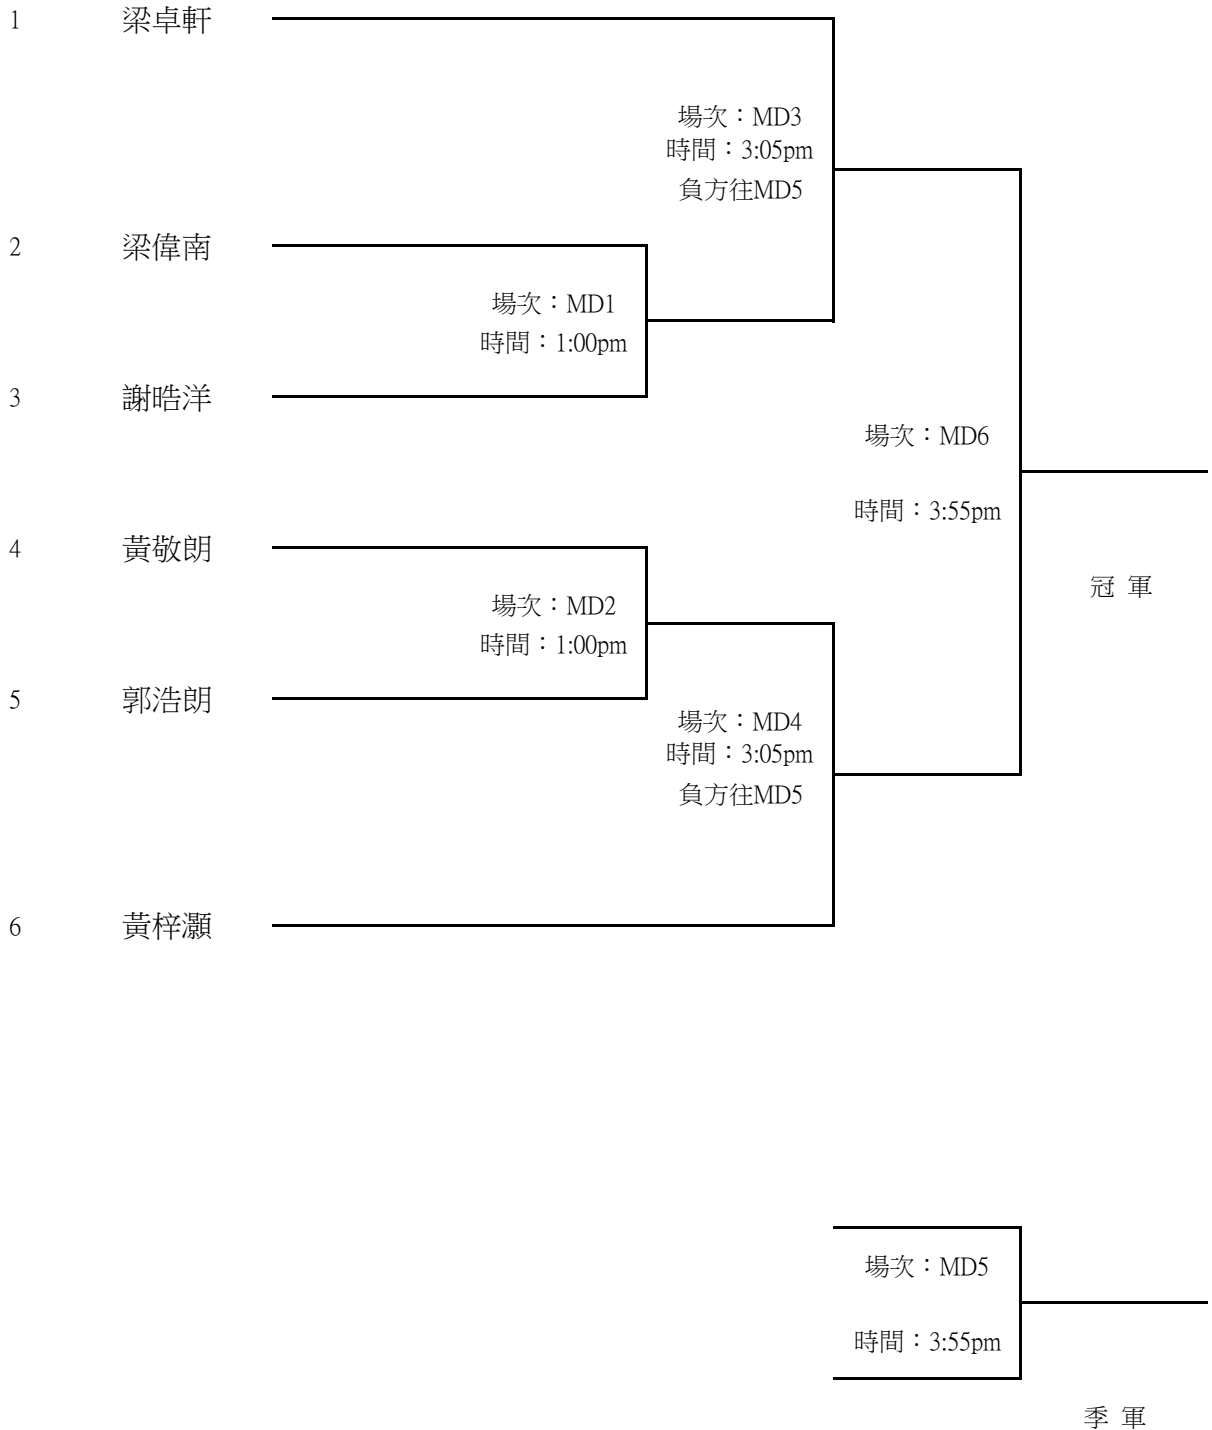 1 梁卓軒
場次：MD3
時間：3:05pm
負方往MD5
2 梁偉南
場次：MD1
時間：1:00pm
3 謝晧洋
場次：MD6
時間：3:55pm
4 黃敬朗
冠 軍
場次：MD2
時間：1:00pm
5 郭浩朗
場次：MD4
時間：3:05pm
負方往MD5
6 黃梓灝
場次：MD5
時間：3:55pm
季 軍